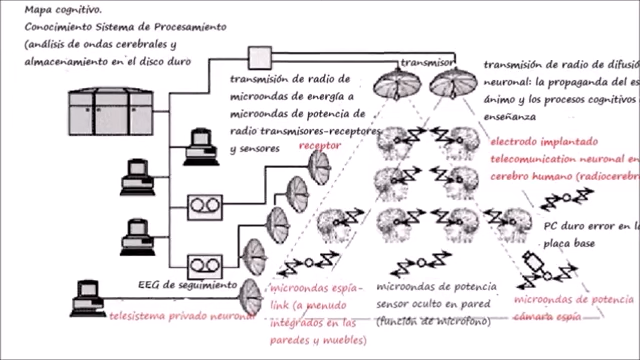 Mapa cognitivo.
Conocimiento Sistema de Procesamiento
(análisis de ondas cerebrales y
almacenamiento en el disco duro
transmisor
transmisión de radio de
microondas de energía a
microondas de potencia de
radio transmisores-receptores
y sensores
receptor
transmisión de radio de difusió
neuronal: la propaganda del es
ánimo y los procesos cognitivos
enseñanza
electrodo implantado
telecomunication neuronal en
cerebro humano (radiocerebr
PC duro error en la
placa base
EEG de seguimiento
telesistema privado neuronal
microondas espía-
link (a menudo
integrados en las
paredes y muebles)
microondas de potencia
sensor oculto en pared
(función de micrófono)
microondas de potencia
cámara espía